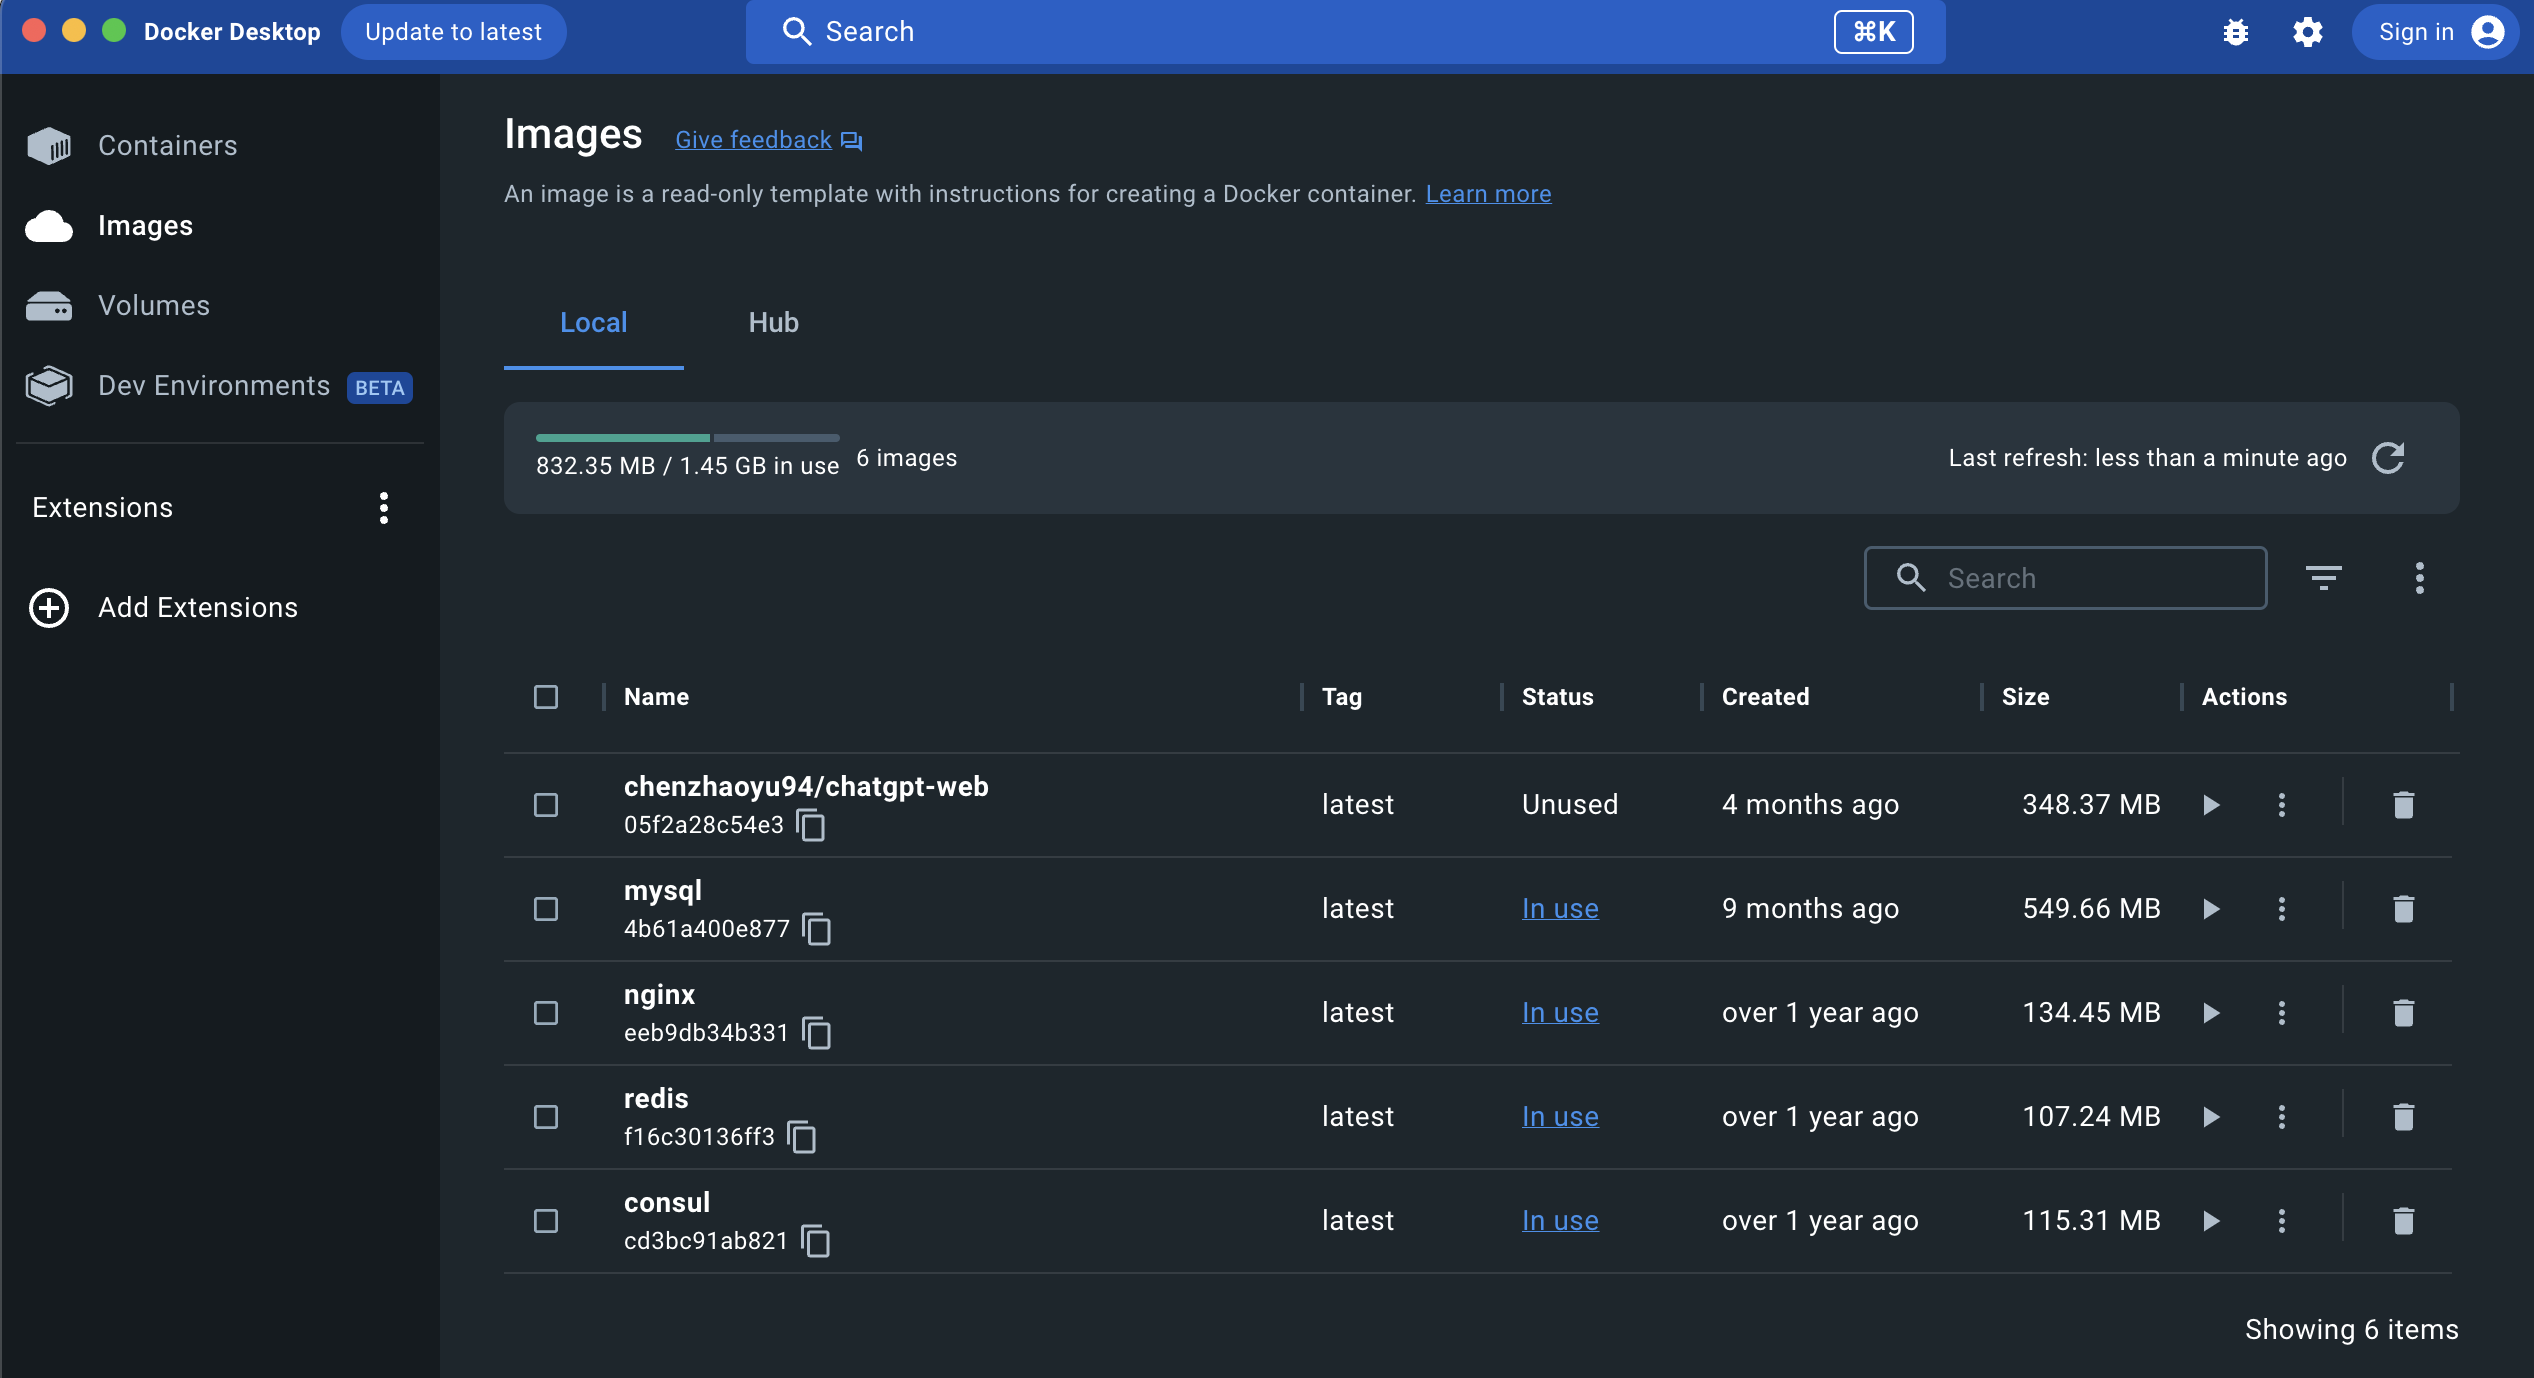 Docker Desktop Update to latest Search ⌘K Sign in
Containers
Images
Volumes
Dev Environments BETA
Extensions
Add Extensions
Images Give feedback
An image is a read-only template with instructions for creating a Docker container. Learn more
Local Hub
832.35 MB / 1.45 GB in use 6 images Last refresh: less than a minute ago
Search
Name Tag Status Created Size Actions
chenzhaoyu94/chatgpt-web
05f2a28c54e3 latest Unused 4 months ago 348.37 MB
mysql
4b61a400e877 latest In use 9 months ago 549.66 MB
nginx
eeb9db34b331 latest In use over 1 year ago 134.45 MB
redis
f16c30136ff3 latest In use over 1 year ago 107.24 MB
consul
cd3bc91ab821 latest In use over 1 year ago 115.31 MB
Showing 6 items